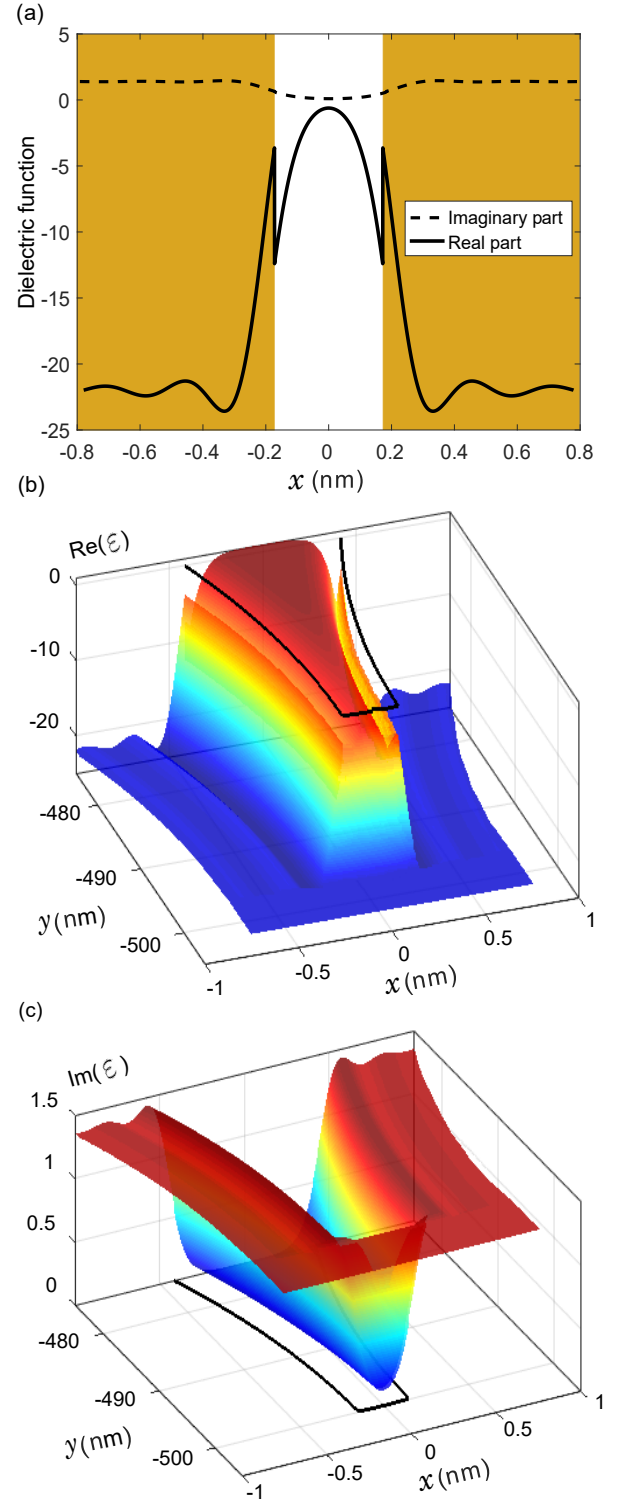 (a)
5
0
-5
-10
-15
-20
-25
Dielectric function
Imaginary part
Real part
-0.8 -0.6 -0.4 -0.2 0 0.2 0.4 0.6 0.8
x (nm)
(b)
Re(ε)
0
-10
-20
-480
-490
-500
y(nm)
-1 -0.5 0 0.5 1
x(nm)
(c)
Im(ε)
1.5
1
0.5
0
-480
-490
-500
y(nm)
-1 -0.5 0 0.5 1
x(nm)